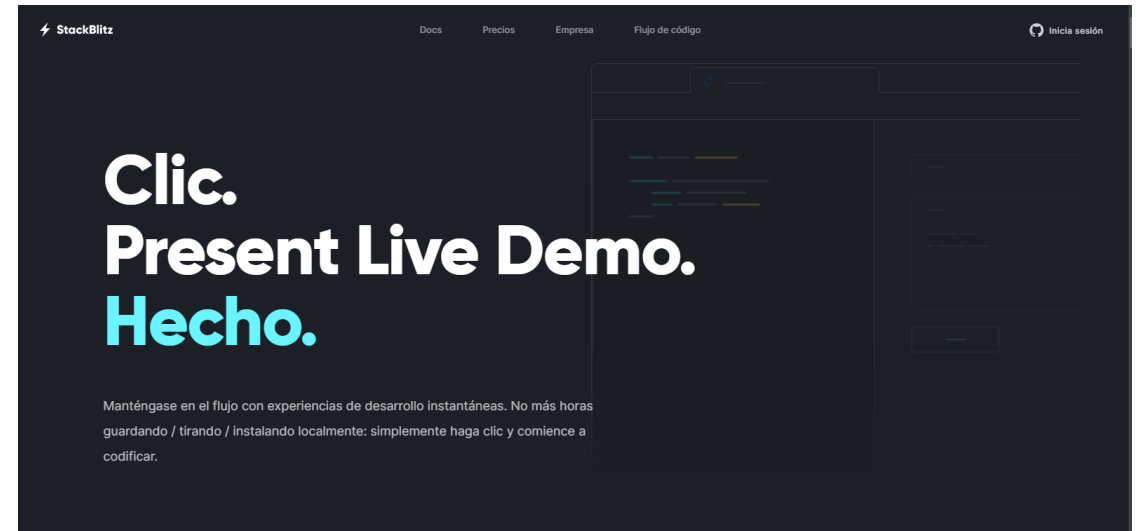 StackBlitz
Docs
Precios
Empresa
Flujo de código
Inicia sesión
Clic.
Present Live Demo.
Hecho.
Manténgase en el flujo con experiencias de desarrollo instantáneas. No más horas
guardando / tirando / instalando localmente: simplemente haga clic y comience a
codificar.